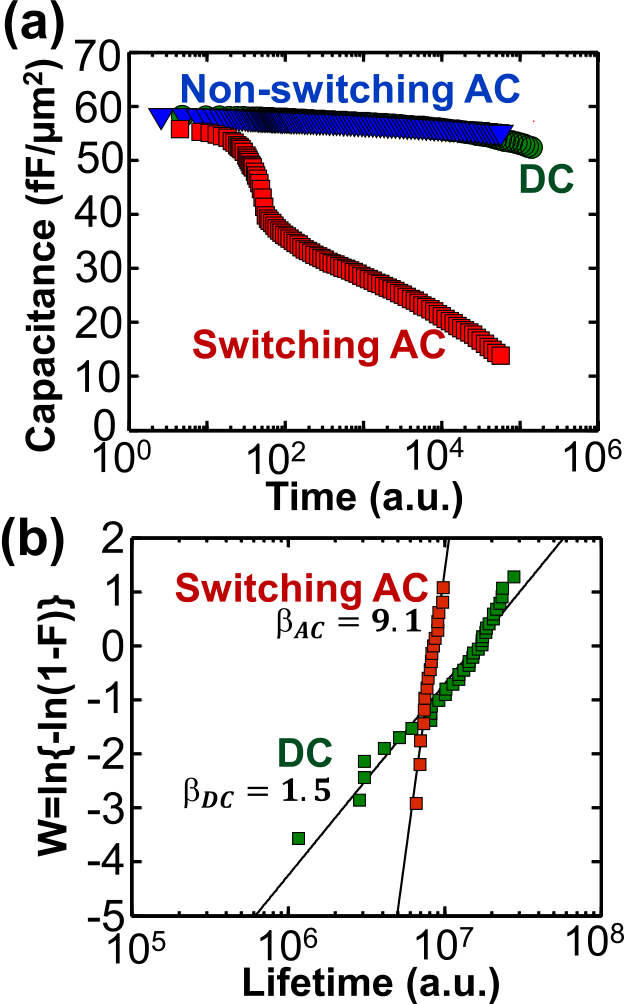 (a)
Capacitance (fF/μm²)
70
60
50
40
30
20
10
0
Non-switching AC
DC
Switching AC
10⁰
10²
10⁴
10⁶
Time (a.u.)
(b)
W=ln{-ln(1-F)}
2
1
0
-1
-2
-3
-4
-5
Switching AC
β_AC = 9.1
DC
β_DC = 1.5
10⁵
10⁶
10⁷
10⁸
Lifetime (a.u.)